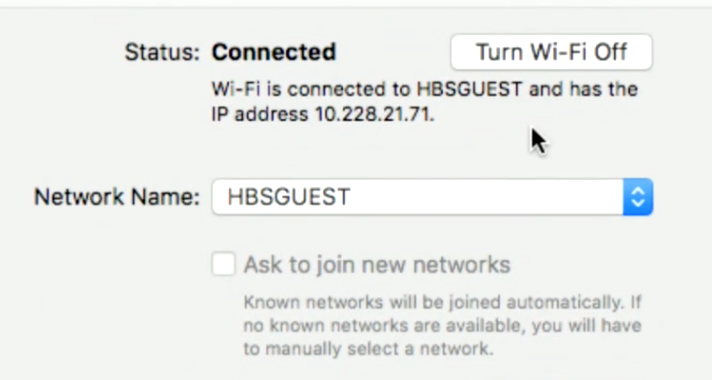 Status: Connected Turn Wi-Fi Off
Wi-Fi is connected to HBSGUEST and has the
IP address 10.228.21.71.
Network Name: HBSGUEST
Ask to join new networks
Known networks will be joined automatically. If
no known networks are available, you will have
to manually select a network.